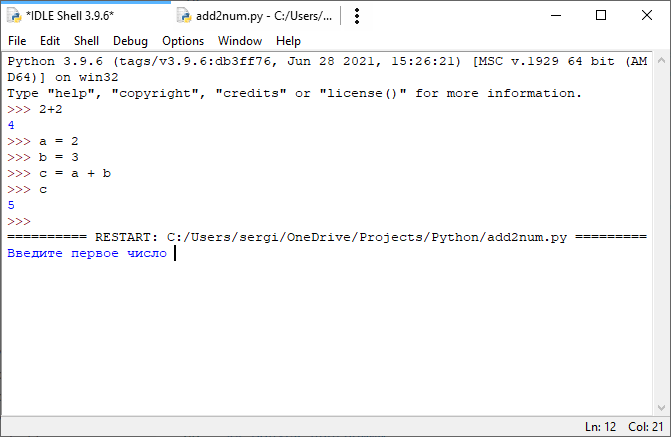 *IDLE Shell 3.9.6*
add2num.py - C:/Users/...
File Edit Shell Debug Options Window Help
Python 3.9.6 (tags/v3.9.6:db3ff76, Jun 28 2021, 15:26:21) [MSC v.1929 64 bit (AM
D64)] on win32
Type "help", "copyright", "credits" or "license()" for more information.
>>> 2+2
4
>>> a = 2
>>> b = 3
>>> c = a + b
>>> c
5
>>>
========== RESTART: C:/Users/sergi/OneDrive/Projects/Python/add2num.py =========
Введите первое число
Ln: 12 Col: 21